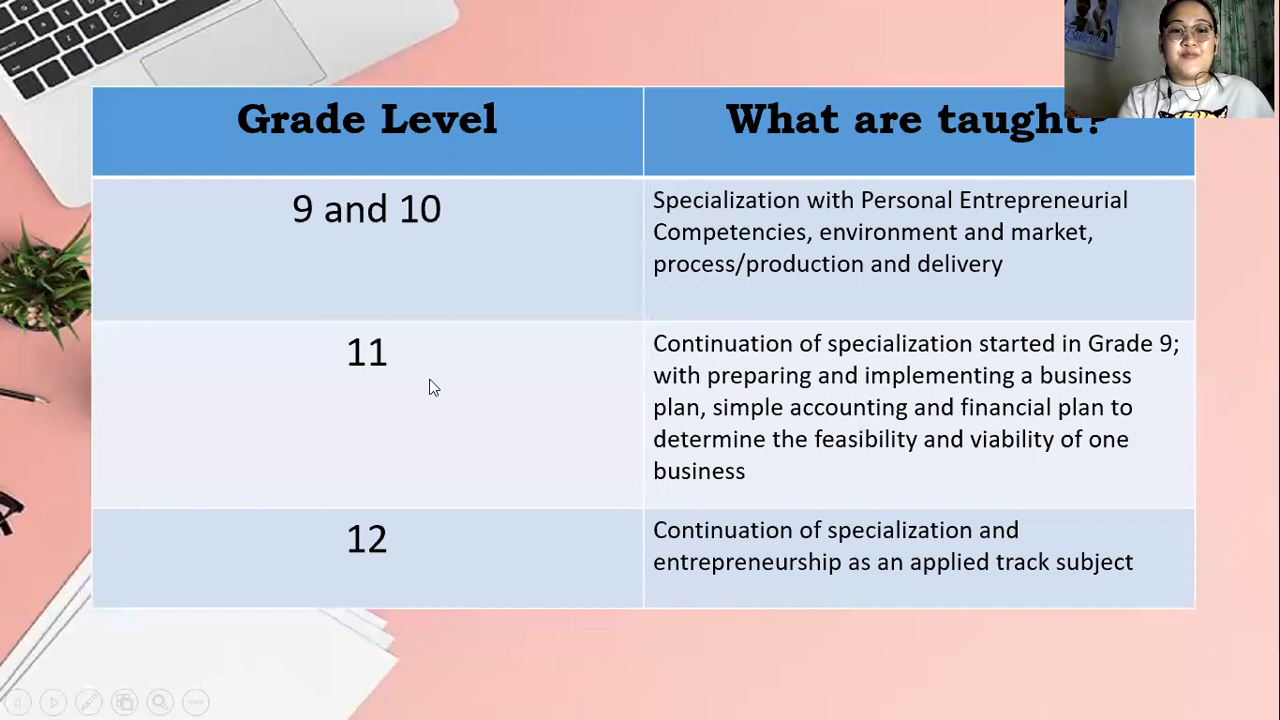 Grade Level
What are taught?
9 and 10
Specialization with Personal Entrepreneurial
Competencies, environment and market,
process/production and delivery
11
Continuation of specialization started in Grade 9;
with preparing and implementing a business
plan, simple accounting and financial plan to
determine the feasibility and viability of one
business
12
Continuation of specialization and
entrepreneurship as an applied track subject